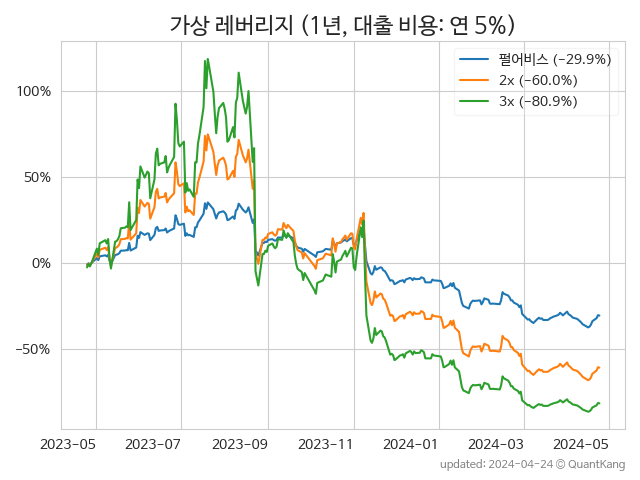 가상 레버리지 (1년, 대출 비용: 연 5%)
펄어비스 (-29.9%)
2x (-60.0%)
3x (-80.9%)
100%
50%
0%
-50%
2023-05 2023-07 2023-09 2023-11 2024-01 2024-03 2024-05
updated: 2024-04-24 © QuantKang